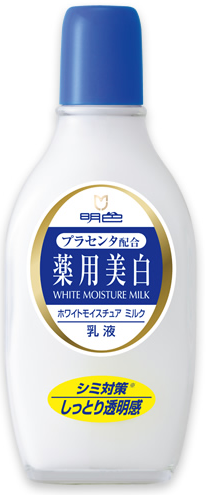 明色
プラセンタ配合
薬用美白
WHITE MOISTURE MILK
ホワイトモイスチュア ミルク
乳液
シミ対策※
しっとり透明感